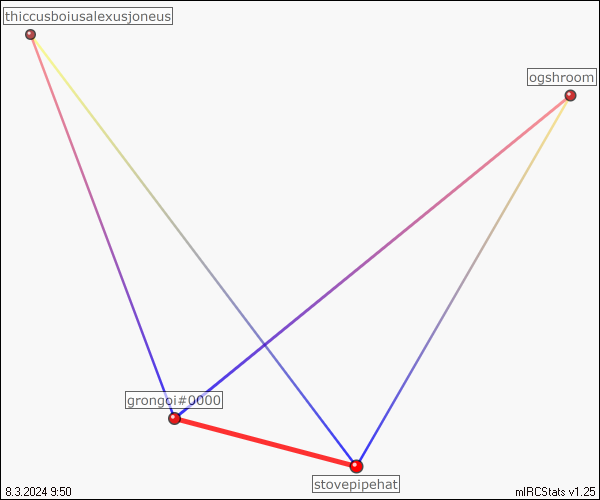 thiccusboiusalexusjoneus
ogshroom
grongoi#0000
stovepipehat
8.3.2024 9:50
mIRCStats v1.25